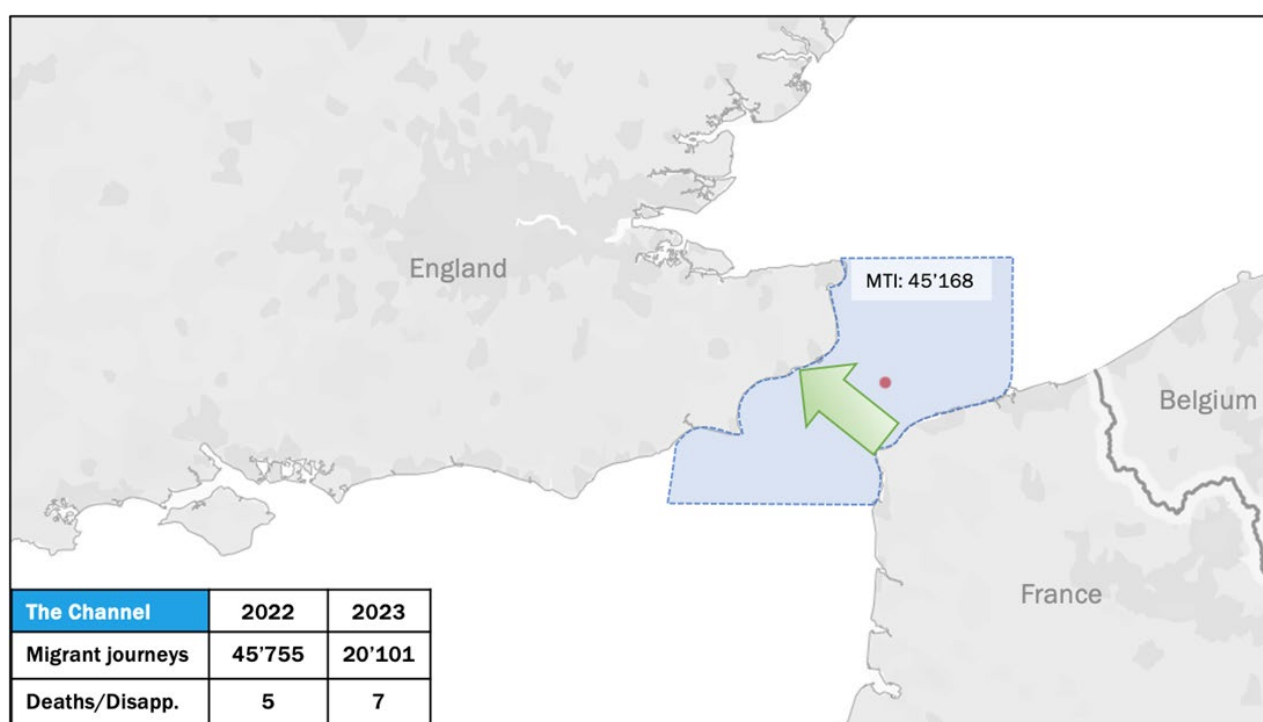 England
MTI: 45'168
Belgium
France
The Channel 2022 2023
Migrant journeys 45'755 20'101
Deaths/Disapp. 5 7